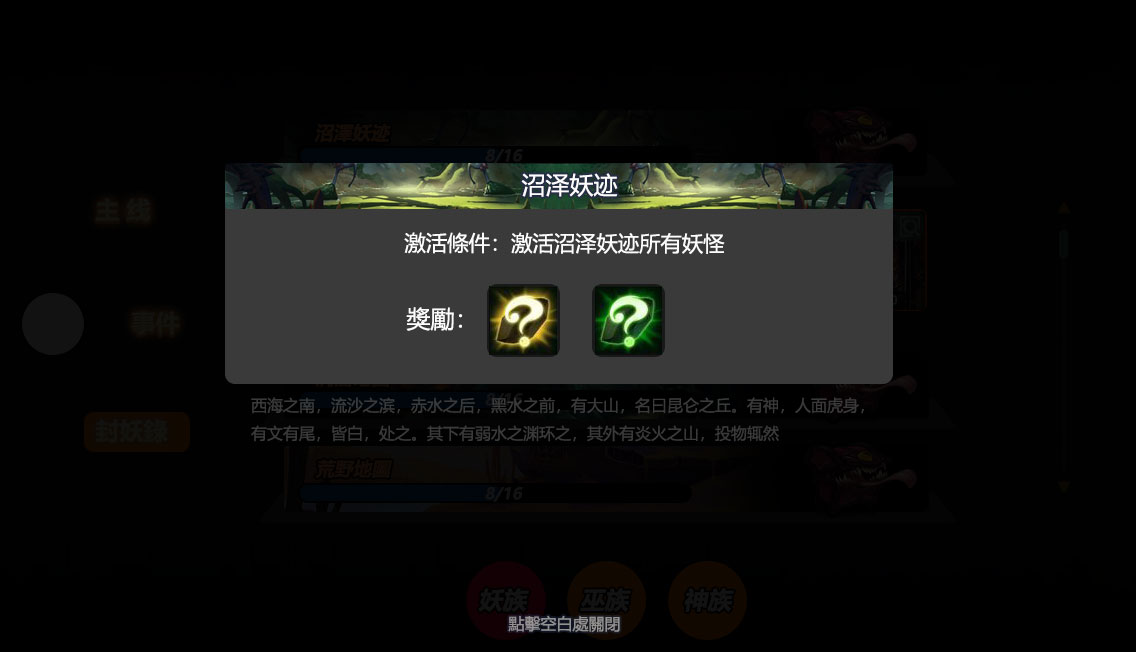 沼澤妖迹
8/16
沼泽妖迹
主线
激活條件：激活沼泽妖迹所有妖怪
獎勵：
事件
西海之南，流沙之滨，赤水之后，黑水之前，有大山，名日昆仑之丘。有神，人面虎身，
封妖錄
有文有尾，皆白，处之。其下有弱水之渊环之，其外有炎火之山，投物辄然
荒野地圖
8/16
妖族
巫族
神族
點擊空白處關閉